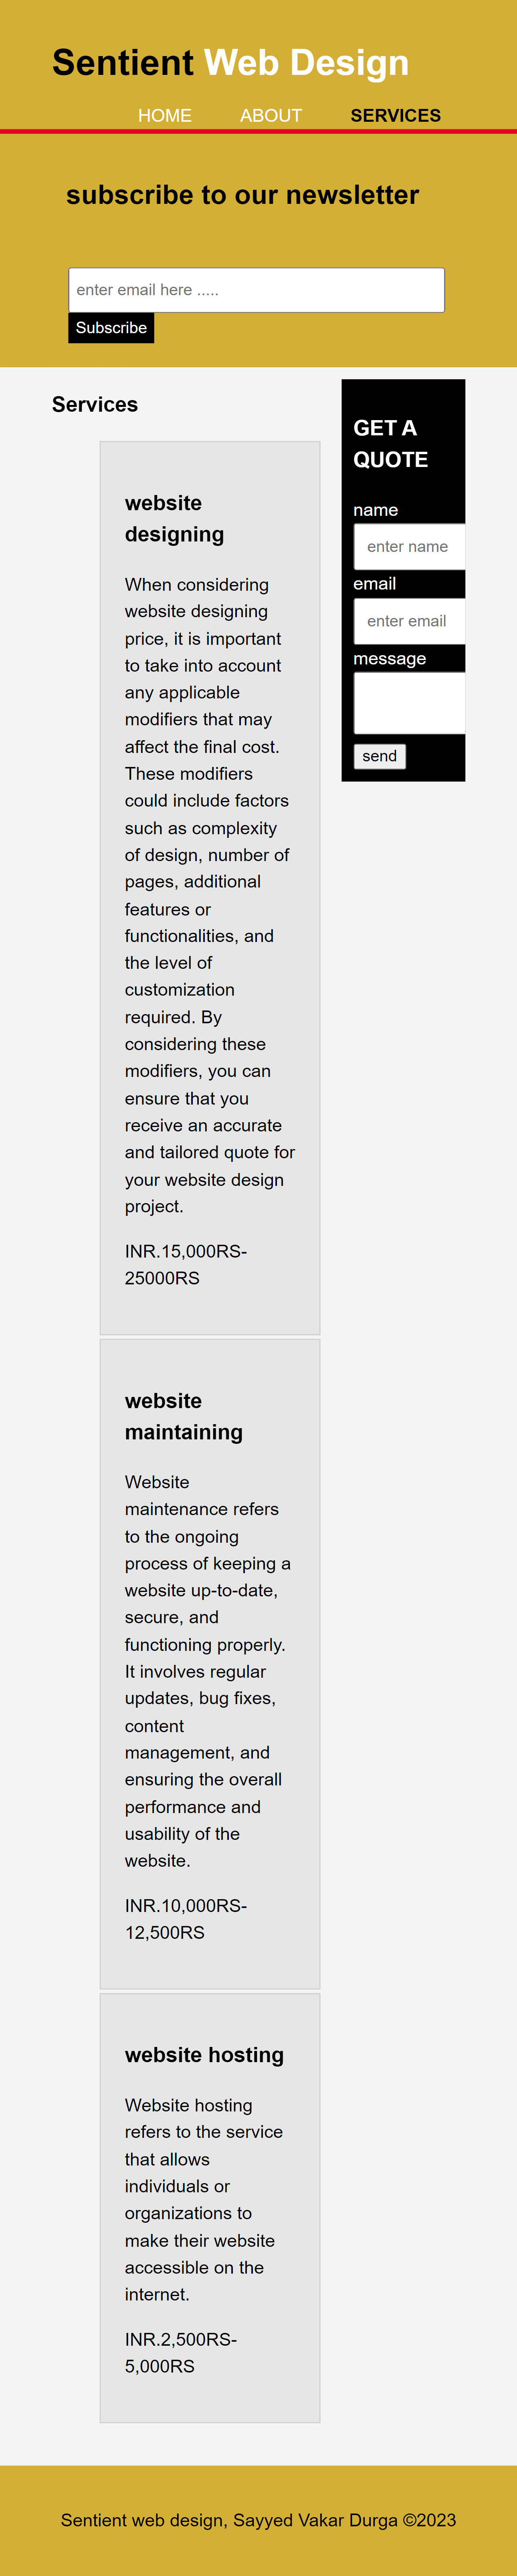 Sentient Web Design
HOME ABOUT SERVICES
subscribe to our newsletter
enter email here .....
Subscribe
Services
website
designing
When considering
website designing
price, it is important
to take into account
any applicable
modifiers that may
affect the final cost.
These modifiers
could include factors
such as complexity
of design, number of
pages, additional
features or
functionalities, and
the level of
customization
required. By
considering these
modifiers, you can
ensure that you
receive an accurate
and tailored quote for
your website design
project.
INR.15,000RS-
25000RS
website
maintaining
Website
maintenance refers
to the ongoing
process of keeping a
website up-to-date,
secure, and
functioning properly.
It involves regular
updates, bug fixes,
content
management, and
ensuring the overall
performance and
usability of the
website.
INR.10,000RS-
12,500RS
website hosting
Website hosting
refers to the service
that allows
individuals or
organizations to
make their website
accessible on the
internet.
INR.2,500RS-
5,000RS
GET A
QUOTE
name
enter name
email
enter email
message
send
Sentient web design, Sayyed Vakar Durga ©2023